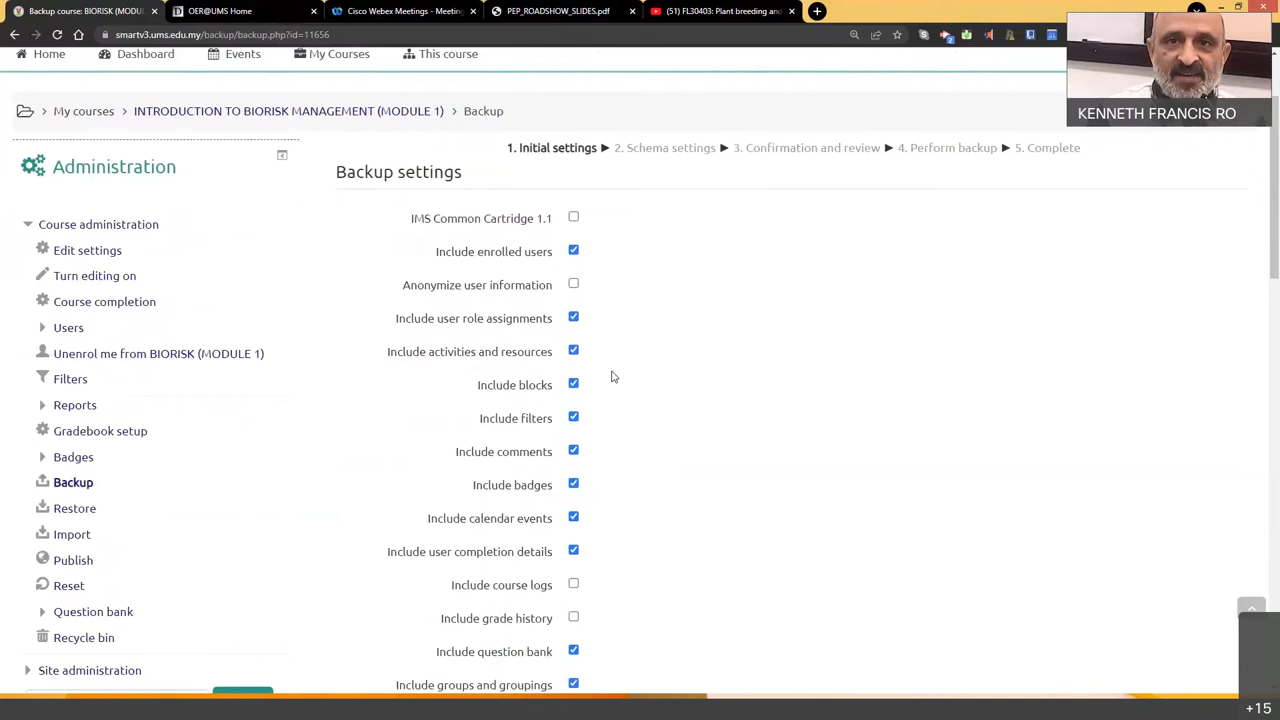 Backup course: BIORISK (MODUL
OER@UMS Home
Cisco Webex Meetings - Meeting
PEP_ROADSHOW_SLIDES.pdf
(51) FL30403: Plant breeding and
smartv3.ums.edu.my/backup/backup.php?id=11656
Home
Dashboard
Events
My Courses
This course
KENNETH FRANCIS RO
My courses
INTRODUCTION TO BIORISK MANAGEMENT (MODULE 1)
Backup
Administration
1. Initial settings ► 2. Schema settings ► 3. Confirmation and review ► 4. Perform backup ► 5. Complete
Backup settings
Course administration
Edit settings
Turn editing on
Course completion
Users
Unenrol me from BIORISK (MODULE 1)
Filters
Reports
Gradebook setup
Badges
Backup
Restore
Import
Publish
Reset
Question bank
Recycle bin
Site administration
IMS Common Cartridge 1.1
Include enrolled users
Anonymize user information
Include user role assignments
Include activities and resources
Include blocks
Include filters
Include comments
Include badges
Include calendar events
Include user completion details
Include course logs
Include grade history
Include question bank
Include groups and groupings
+15